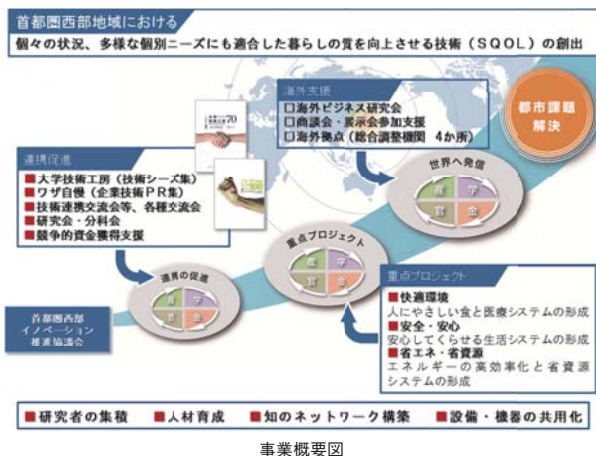 首都圏西部地域における
個々の状況、多様な個別ニーズにも適合した暮らしの質を向上させる技術（SQOL）の創出
海外支援
□海外ビジネス研究会
□商談会・展示会参加支援
□海外拠点（総合調整機関 4か所）
都市課題
解決
連携促進
■大学技術工房（技術シーズ集）
■ワザ自慢（企業技術PR集）
■技術連携交流会等、各種交流会
■研究会・分科会
■競争的資金獲得支援
70
100
世界へ発信
産 学
官 金
重点プロジェクト
産 学
官 金
連携の促進
産 学
官 金
首都圏西部
イノベーション
推進協議会
重点プロジェクト
■快適環境
人にやさしい食と医療システムの形成
■安全・安心
安心してくらせる生活システムの形成
■省エネ・省資源
エネルギーの高効率化と省資源
システムの形成
■研究者の集積 ■人材育成 ■知のネットワーク構築 ■設備・機器の共用化
事業概要図